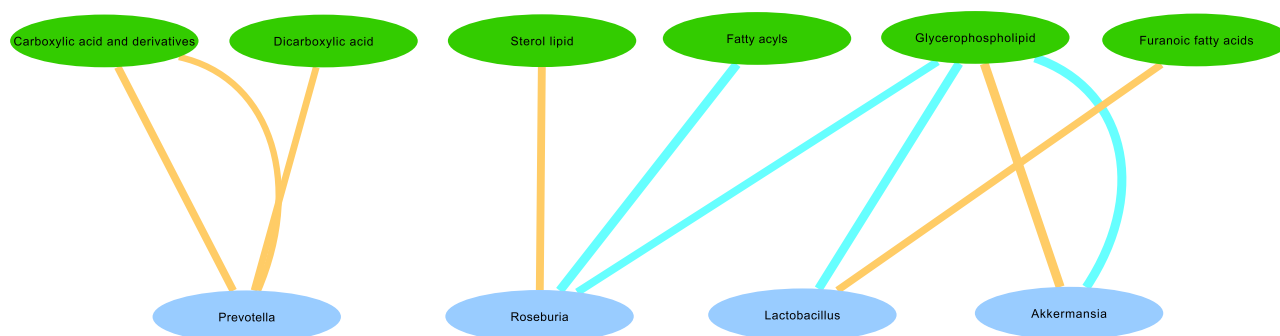 Carboxylic acid and derivatives
Dicarboxylic acid
Sterol lipid
Fatty acyls
Glycerophospholipid
Furanoic fatty acids
Prevotella
Roseburia
Lactobacillus
Akkermansia